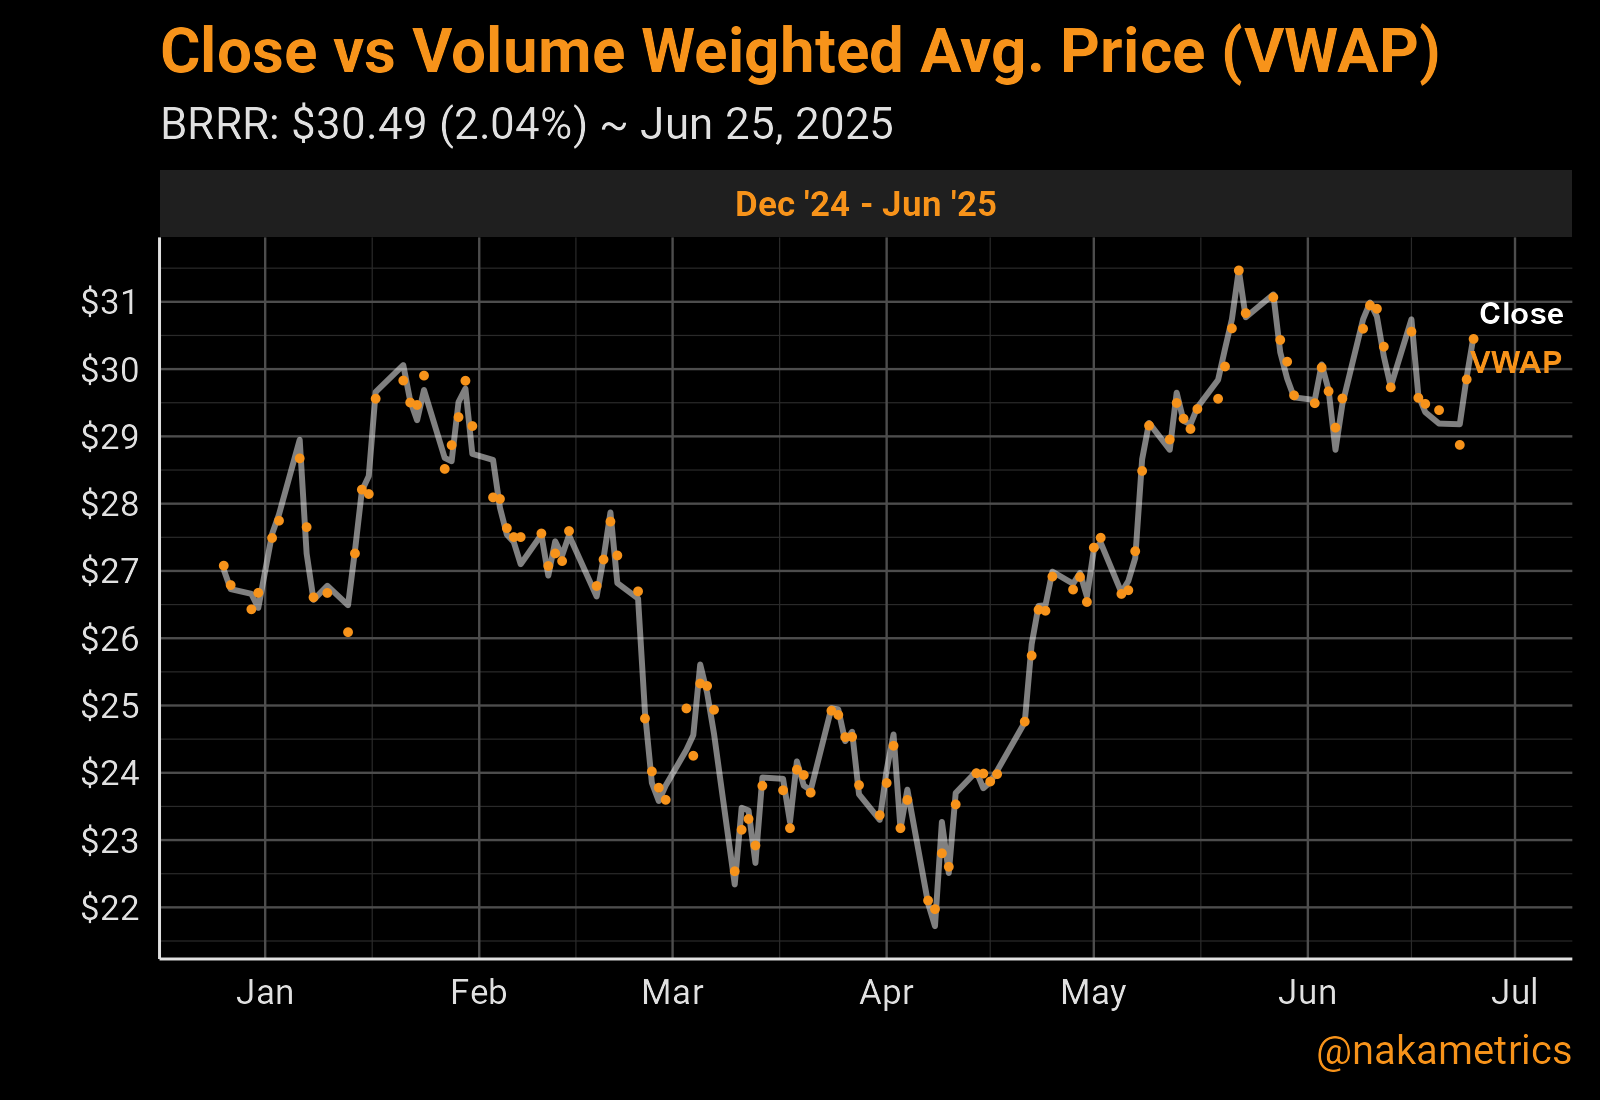 Close vs Volume Weighted Avg. Price (VWAP)
BRRR: $30.49 (2.04%) ~ Jun 25, 2025
Dec '24 - Jun '25
$31
Close
$30
VWAP
$29
$28
$27
$26
$25
$24
$23
$22
Jan Feb Mar Apr May Jun Jul
@nakametrics